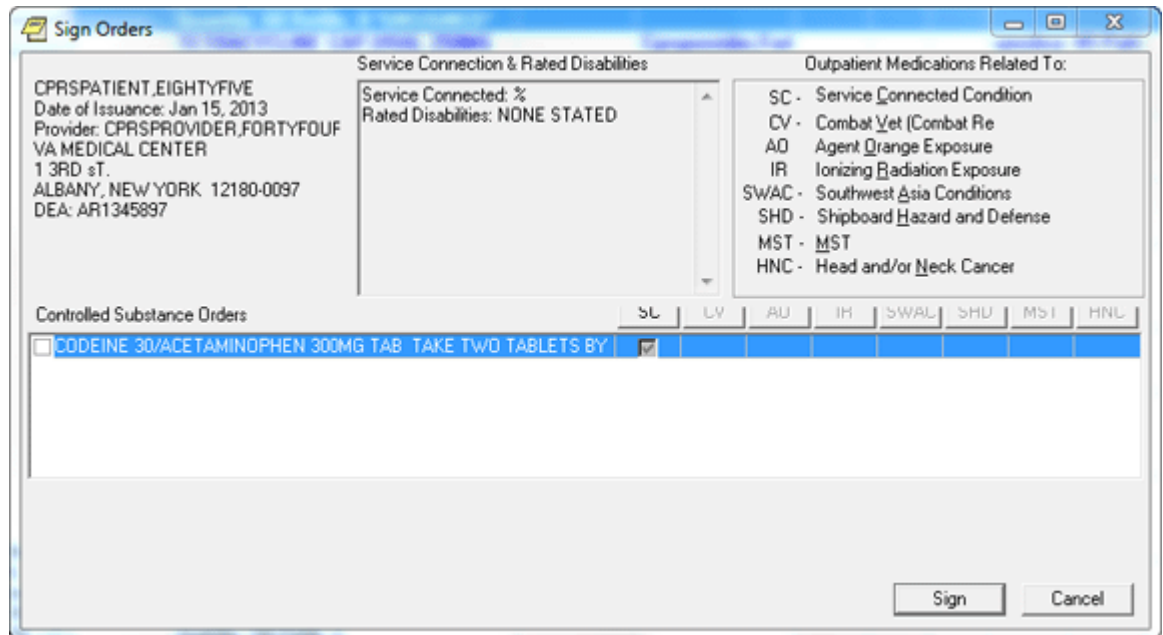 Sign Orders
CPRSPATIENT,EIGHTYFIVE
Date of Issuance: Jan 15, 2013
Provider: CPRSPROVIDER,FORTYFOUF
VA MEDICAL CENTER
1 3RD sT.
ALBANY, NEW YORK 12180-0097
DEA: AR1345897
Service Connection & Rated Disabilities
Service Connected: %
Rated Disabilities: NONE STATED
Outpatient Medications Related To:
SC - Service Connected Condition
CV - Combat Vet (Combat Re
AO Agent Orange Exposure
IR Ionizing Radiation Exposure
SWAC - Southwest Asia Conditions
SHD - Shipboard Hazard and Defense
MST - MST
HNC - Head and/or Neck Cancer
Controlled Substance Orders SC CV AO IR SWAC SHD MST HNC
CODEINE 30/ACETAMINOPHEN 300MG TAB TAKE TWO TABLETS BY
Sign Cancel